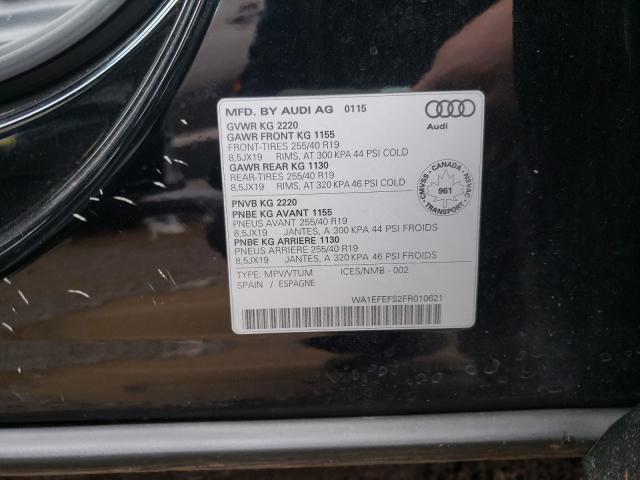 MFD. BY AUDI AG 0115
Audi
GVWR KG 2220
GAWR FRONT KG 1155
FRONT-TIRES 255/40 R19
8,5JX19 RIMS, AT 300 KPA 44 PSI COLD
GAWR REAR KG 1130
REAR-TIRES 255/40 R19
8,5JX19 RIMS, AT 320 KPA 46 PSI COLD
CMVSS - CANADA - NSVAC
961
TRANSPORT
PNVB KG 2220
PNBE KG AVANT 1155
PNEUS AVANT 255/40 R19
8,5JX19 JANTES, A 300 KPA 44 PSI FROIDS
PNBE KG ARRIERE 1130
PNEUS ARRIERE 255/40 R19
8,5JX19 JANTES, A 320 KPA 46 PSI FROIDS
TYPE: MPV/VTUM ICES/NMB - 002
SPAIN / ESPAGNE
WA1EFEFS2FR010621